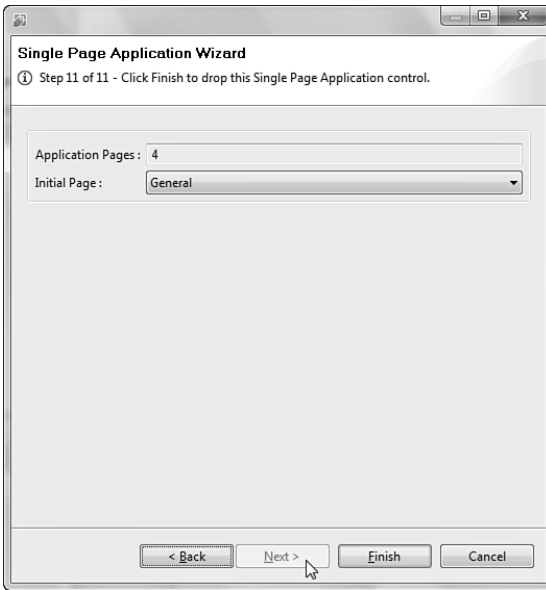 Single Page Application Wizard
Step 11 of 11 - Click Finish to drop this Single Page Application control.
Application Pages: 4
Initial Page: General
< Back Next > Finish Cancel